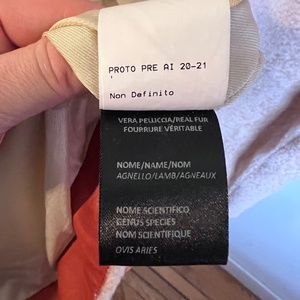 PROTO PRE AI 20-21
'
Non Definito
VERA PELLICCIA/REAL FUR
FOURRURE VÉRITABLE
NOME/NAME/NOM
AGNELLO/LAMB/AGNEAUX
NOME SCIENTIFICO
GENUS SPECIES
NOM SCIENTIFIQUE
OVIS ARIES